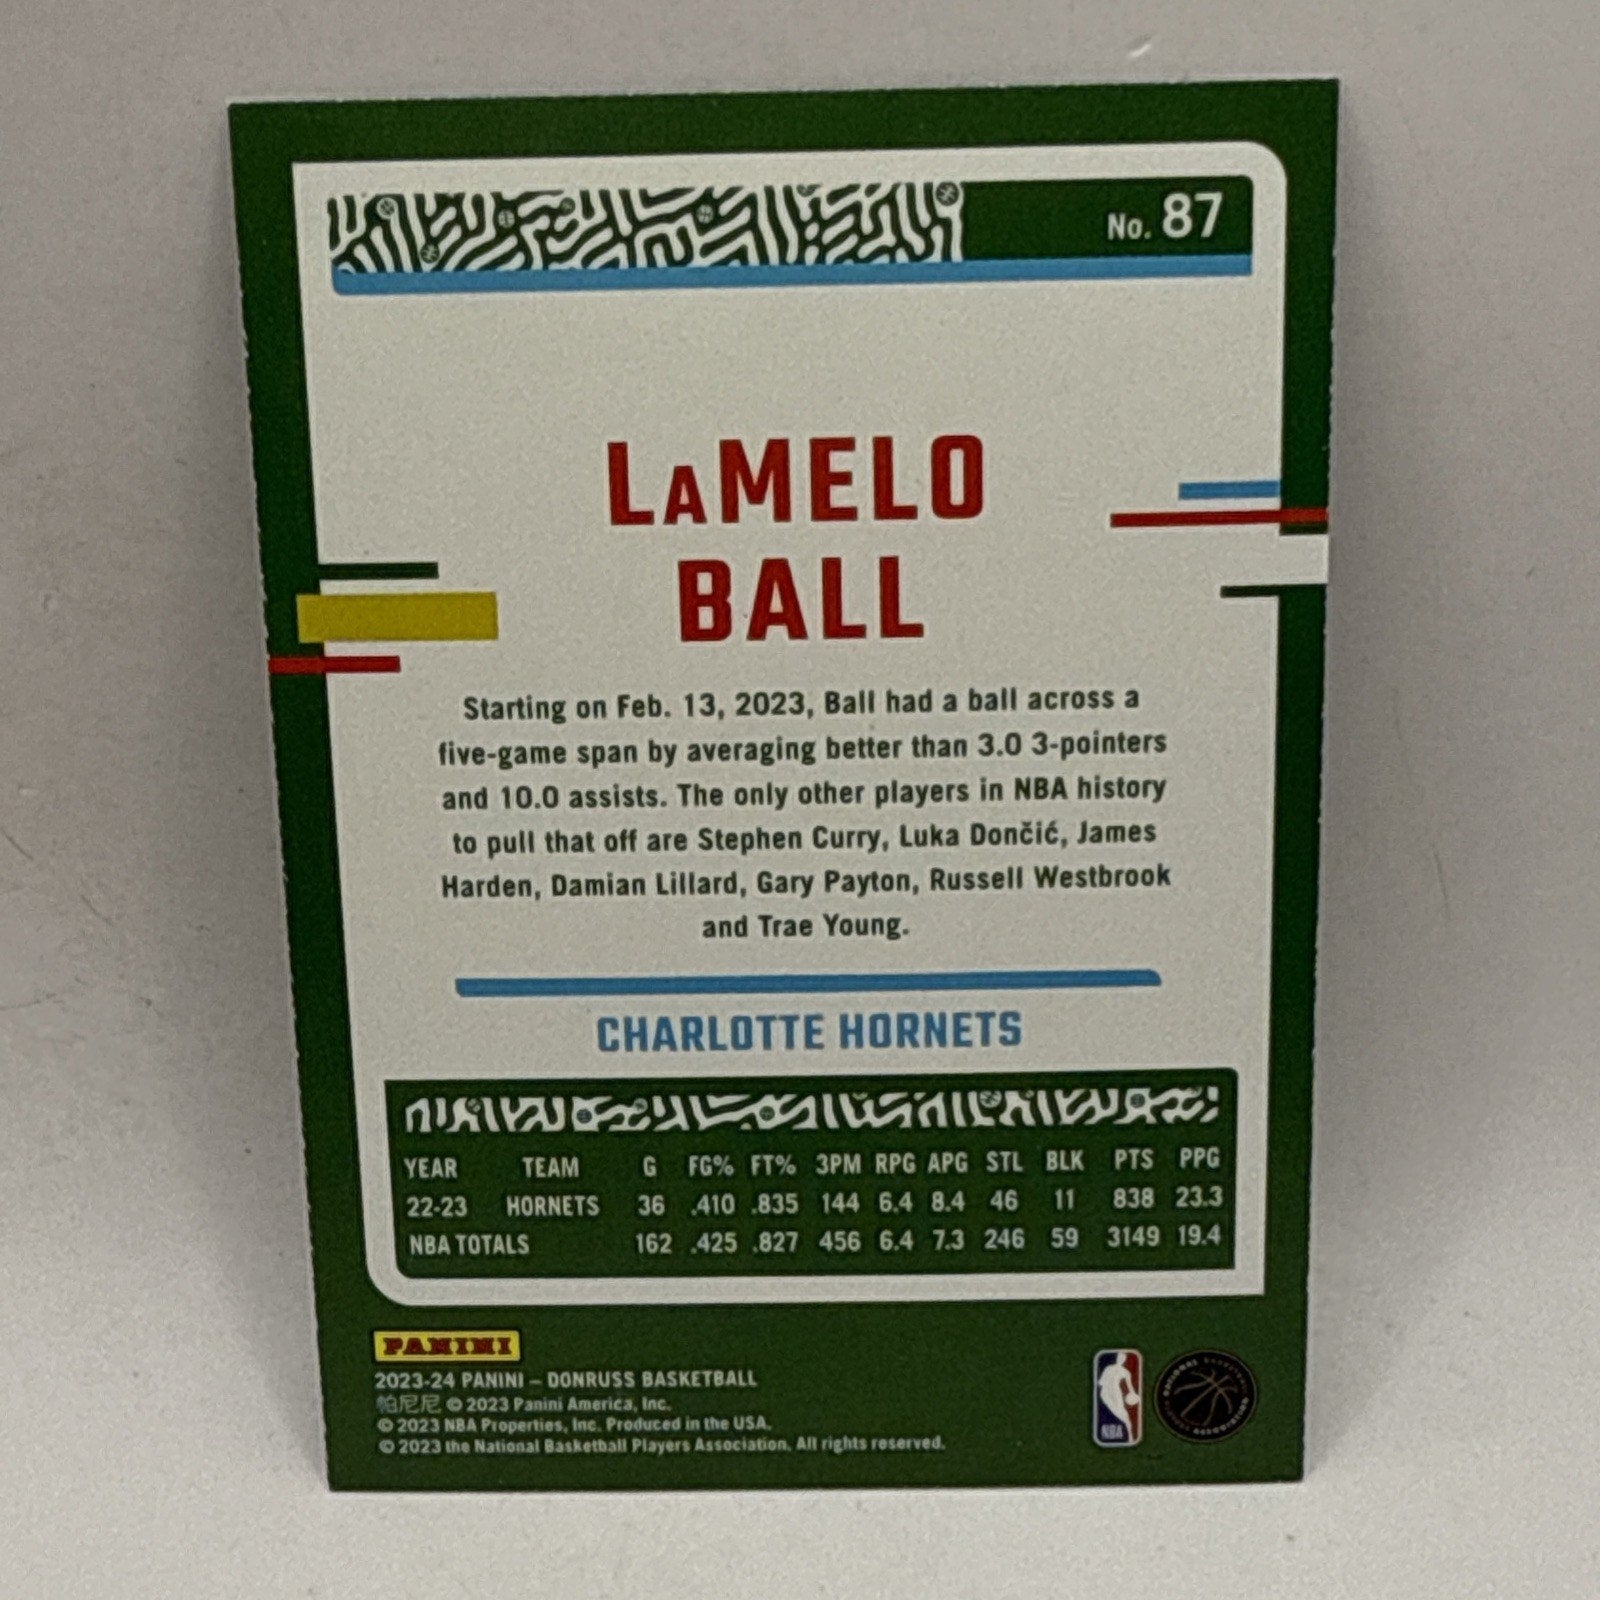 No. 87
LaMELO
BALL
Starting on Feb. 13, 2023, Ball had a ball across a
five-game span by averaging better than 3.0 3-pointers
and 10.0 assists. The only other players in NBA history
to pull that off are Stephen Curry, Luka Dončić, James
Harden, Damian Lillard, Gary Payton, Russell Westbrook
and Trae Young.
CHARLOTTE HORNETS
YEAR TEAM G FG% FT% 3PM RPG APG STL BLK PTS PPG
22-23 HORNETS 36 .410 .835 144 6.4 8.4 46 11 838 23.3
NBA TOTALS 162 .425 .827 456 6.4 7.3 246 59 3149 19.4
PANINI
2023-24 PANINI – DONRUSS BASKETBALL
帕尼尼 © 2023 Panini America, Inc.
© 2023 NBA Properties, Inc. Produced in the USA.
© 2023 the National Basketball Players Association. All rights reserved.
NBA
NATIONAL BASKETBALL
PLAYERS ASSOCIATION